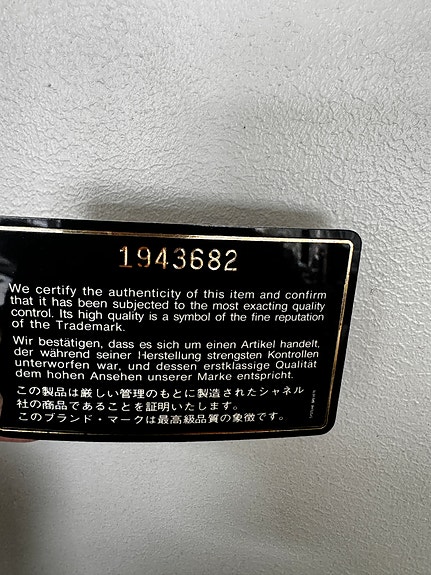 1943682
We certify the authenticity of this item and confirm
that it has been subjected to the most exacting quality
control. Its high quality is a symbol of the fine reputation
of the Trademark.
Wir bestätigen, dass es sich um einen Artikel handelt,
der während seiner Herstellung strengsten Kontrollen
unterworfen war, und dessen erstklassige Qualität
dem hohen Ansehen unserer Marke entspricht.
この製品は厳しい管理のもとに製造されたシャネル
社の商品であることを証明いたします。
このブランド・マークは最高級品質の象徴です。